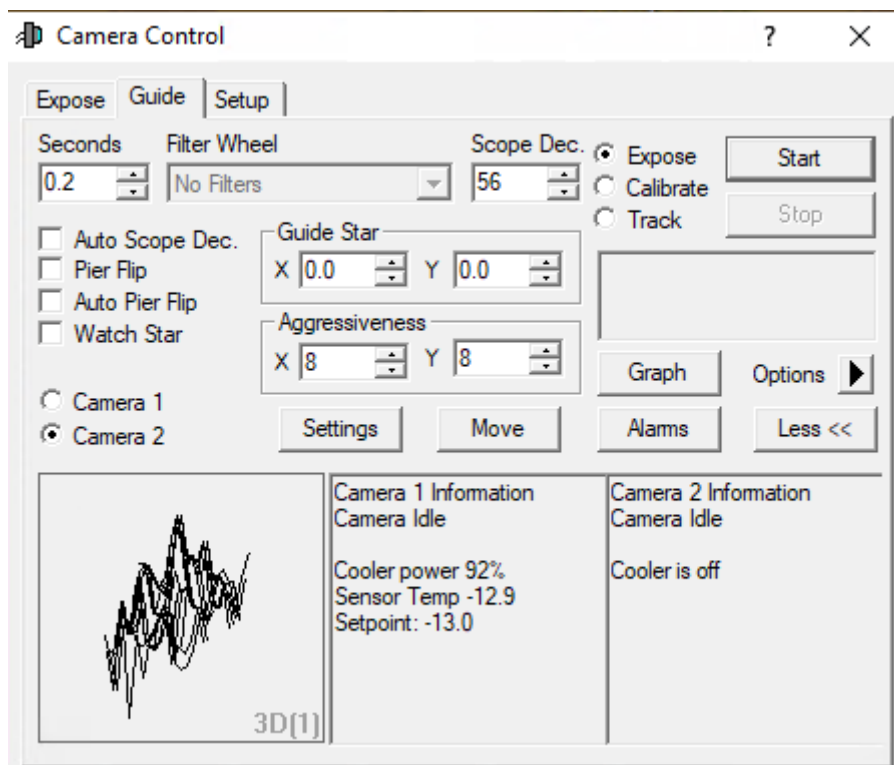 Camera Control
Expose Guide Setup
Seconds Filter Wheel Scope Dec.
0.2 No Filters 56
Expose
Calibrate
Track
Start
Stop
Auto Scope Dec.
Pier Flip
Auto Pier Flip
Watch Star
Guide Star
X 0.0 Y 0.0
Aggressiveness
X 8 Y 8
Graph Options
Camera 1
Camera 2
Settings Move Alarms Less <<
3D(1)
Camera 1 Information
Camera Idle
Cooler power 92%
Sensor Temp -12.9
Setpoint: -13.0
Camera 2 Information
Camera Idle
Cooler is off